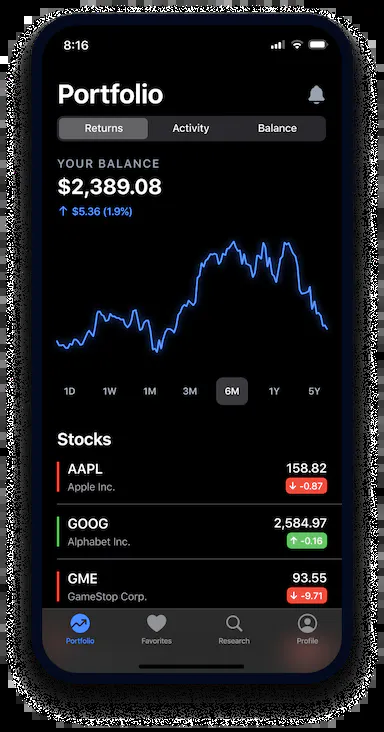 8:16
Portfolio
Returns Activity Balance
YOUR BALANCE
$2,389.08
↑ $5.36 (1.9%)
1D 1W 1M 3M 6M 1Y 5Y
Stocks
AAPL 158.82
Apple Inc. ↓ -0.87
GOOG 2,584.97
Alphabet Inc. ↑ -0.16
GME 93.55
GameStop Corp. ↓ -9.71
Portfolio Favorites Research Profile